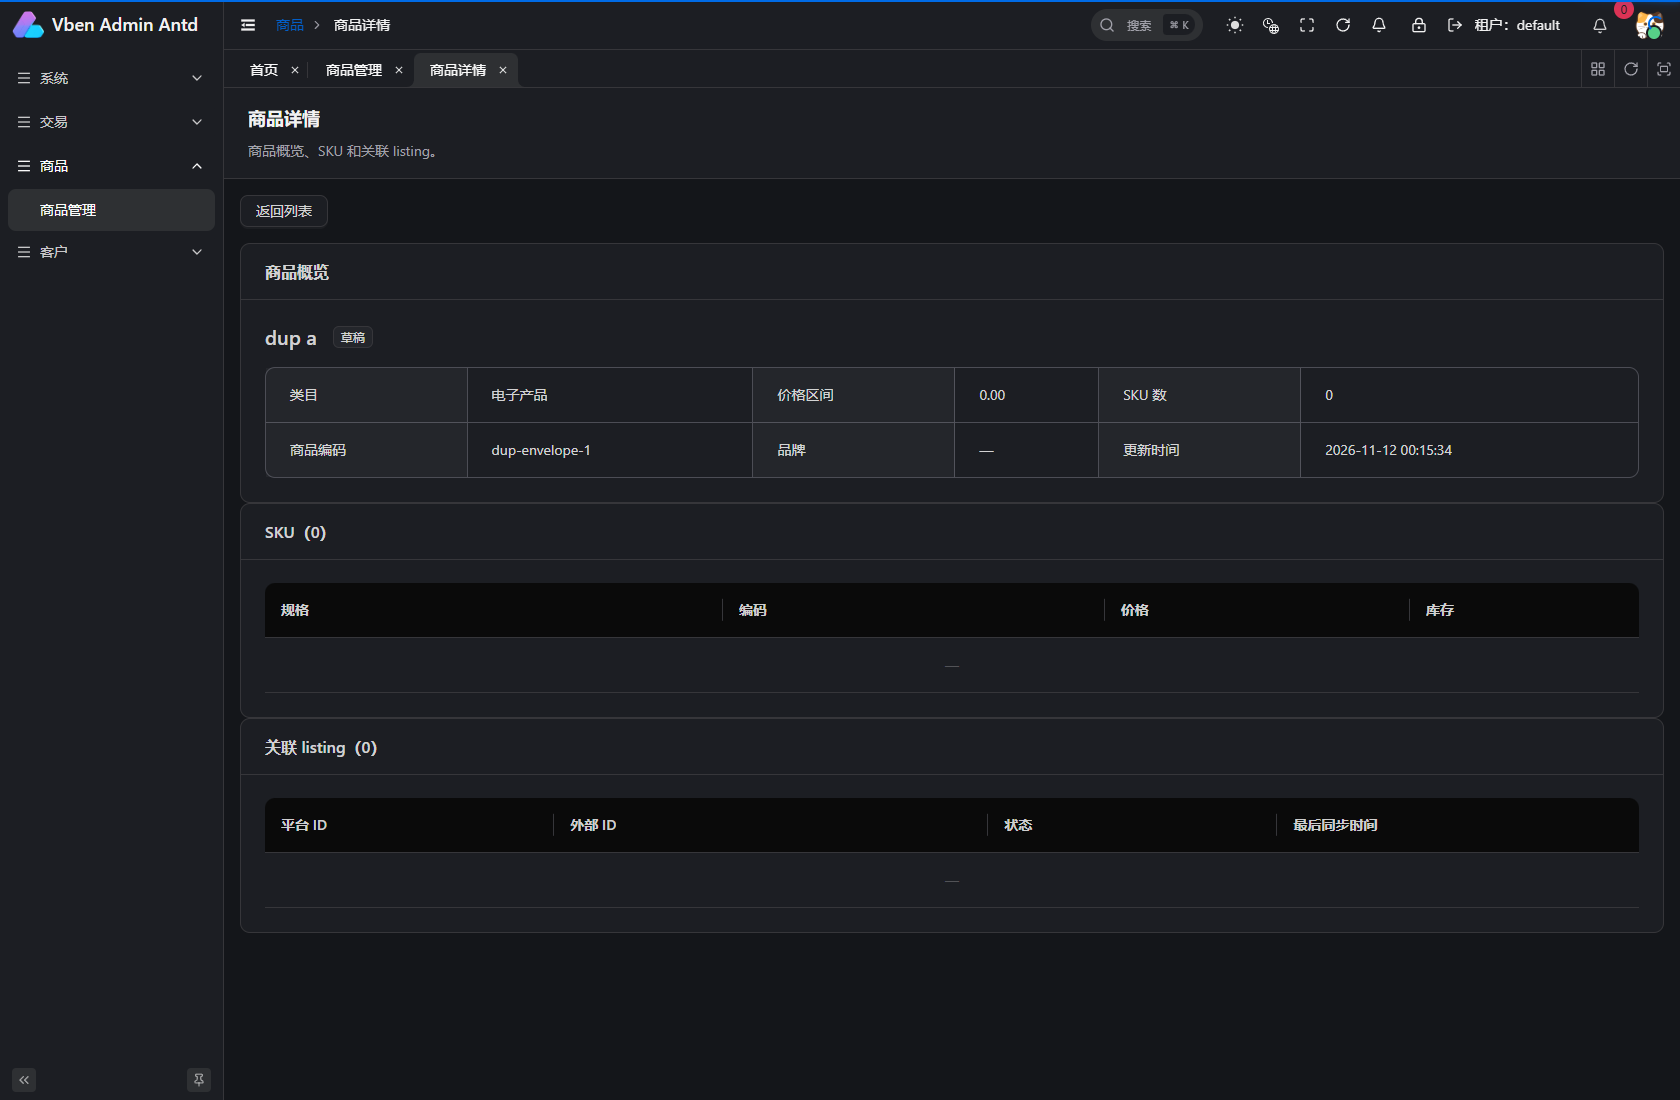 Vben Admin Antd
商品 > 商品详情
搜索 ⌘ K
租户：default
0
系统
交易
商品
商品管理
客户
首页 ×
商品管理 ×
商品详情 ×
商品详情
商品概览、SKU 和关联 listing。
返回列表
商品概览
dup a 草稿
类目 电子产品 价格区间 0.00 SKU 数 0
商品编码 dup-envelope-1 品牌 — 更新时间 2026-11-12 00:15:34
SKU（0）
规格 编码 价格 库存
—
关联 listing（0）
平台 ID 外部 ID 状态 最后同步时间
—